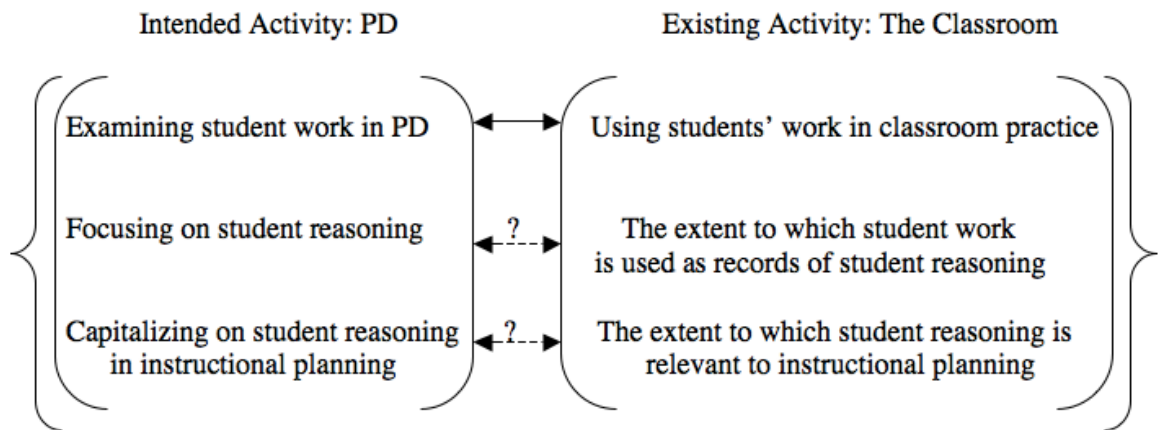 Intended Activity: PD
Existing Activity: The Classroom
Examining student work in PD
Using students’ work in classroom practice
Focusing on student reasoning
?
The extent to which student work
is used as records of student reasoning
Capitalizing on student reasoning
in instructional planning
?
The extent to which student reasoning is
relevant to instructional planning